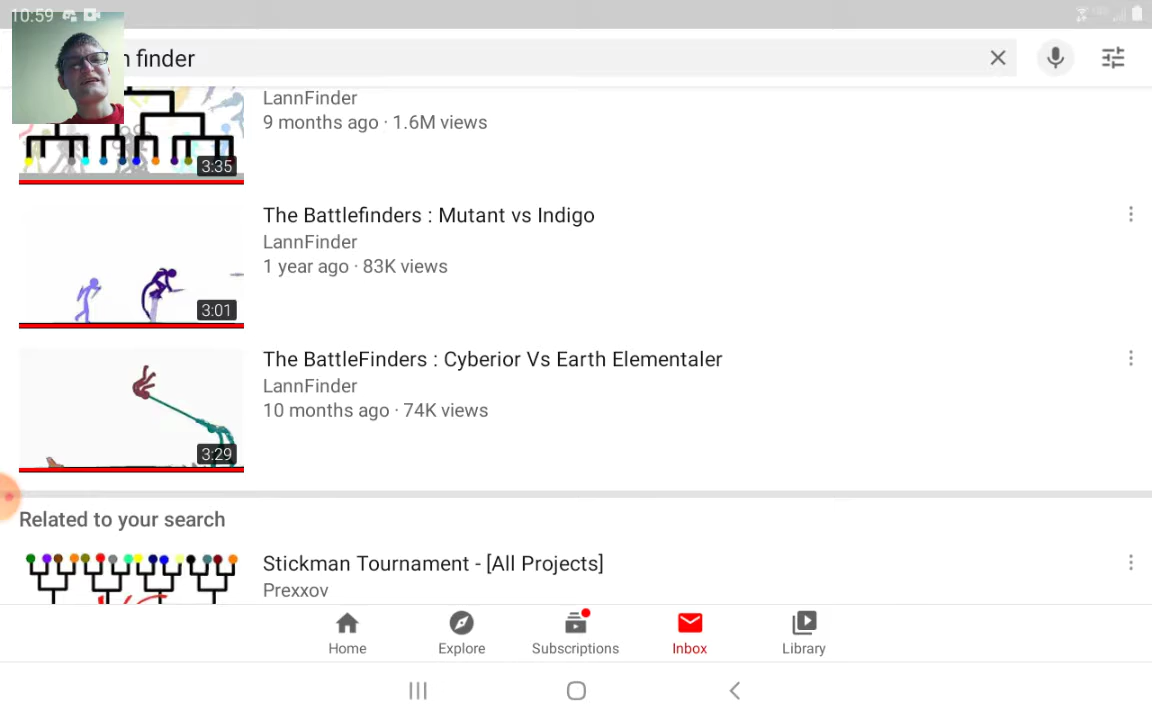 10:59
n finder
LannFinder
9 months ago · 1.6M views
3:35
The Battlefinders : Mutant vs Indigo
LannFinder
1 year ago · 83K views
3:01
The BattleFinders : Cyberior Vs Earth Elementaler
LannFinder
10 months ago · 74K views
3:29
Related to your search
Stickman Tournament - [All Projects]
Prexxov
Home
Explore
Subscriptions
Inbox
Library